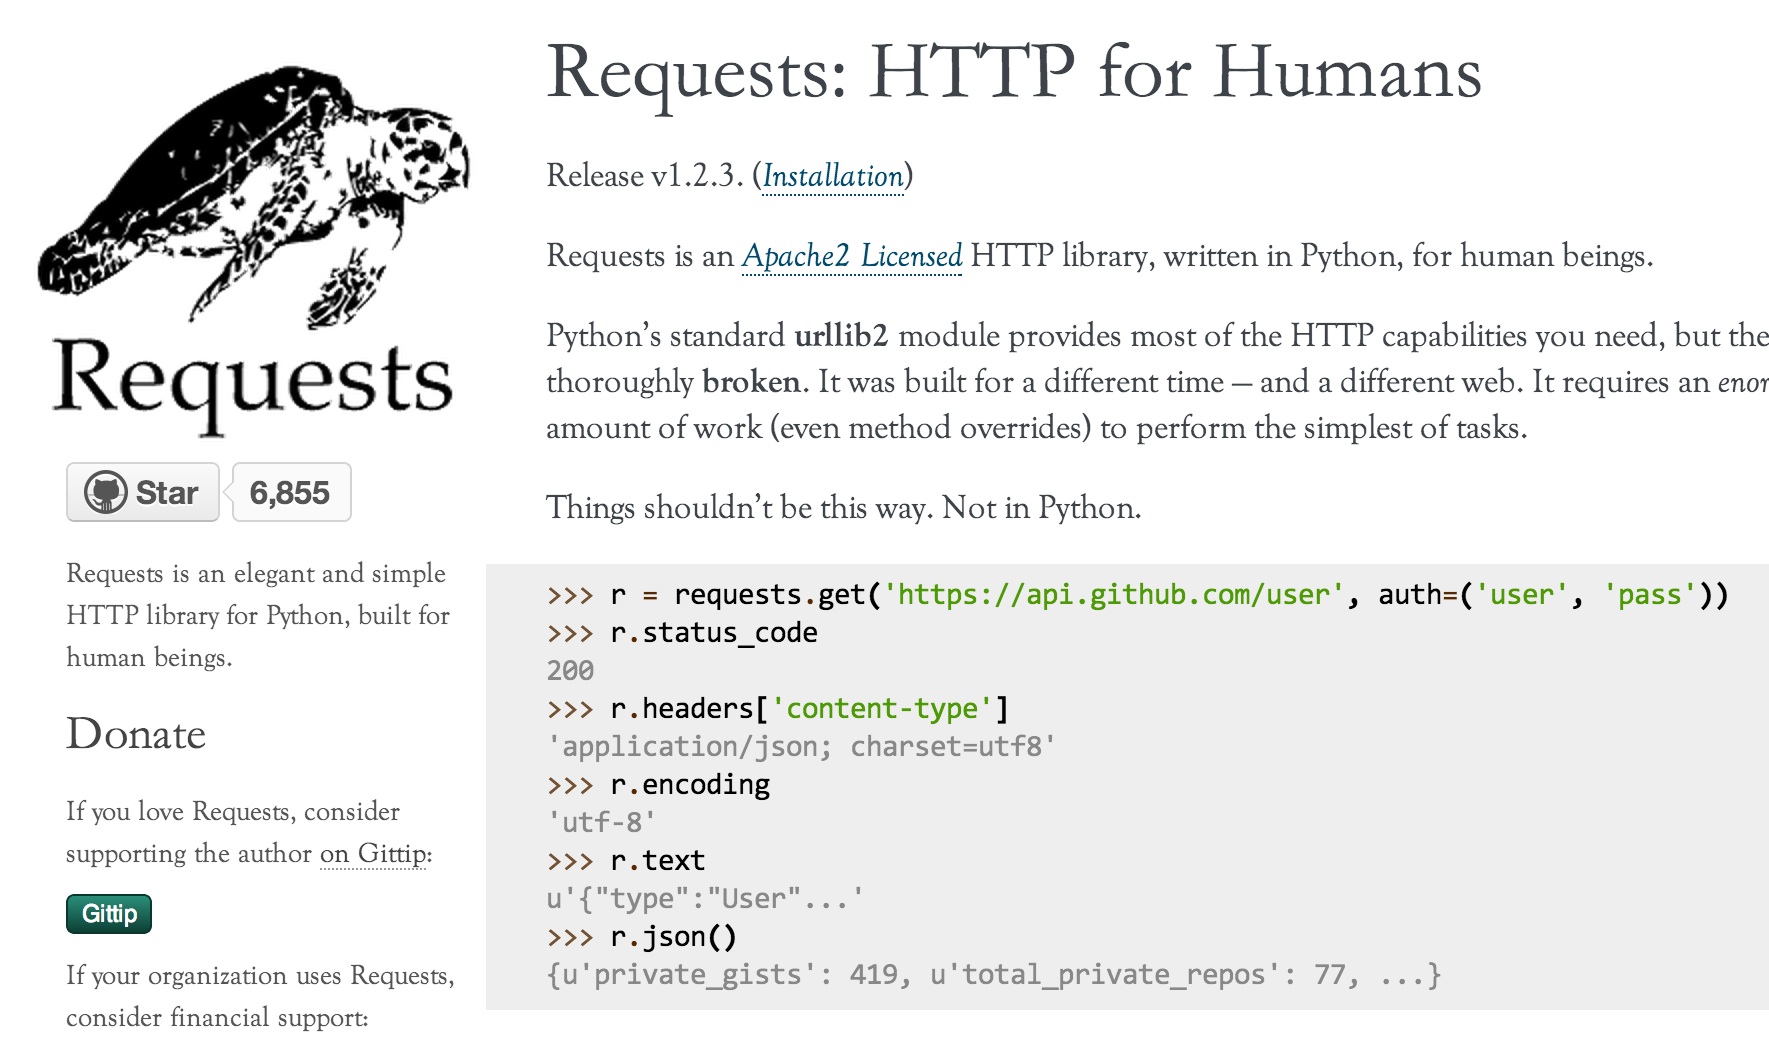 Requests
Star 6,855
Requests is an elegant and simple
HTTP library for Python, built for
human beings.
Donate
If you love Requests, consider
supporting the author on Gittip:
Gittip
If your organization uses Requests,
consider financial support:
Requests: HTTP for Humans
Release v1.2.3. (Installation)
Requests is an Apache2 Licensed HTTP library, written in Python, for human beings.
Python’s standard urllib2 module provides most of the HTTP capabilities you need, but the
thoroughly broken. It was built for a different time — and a different web. It requires an
amount of work (even method overrides) to perform the simplest of tasks.
Things shouldn’t be this way. Not in Python.
>>> r = requests.get('https://api.github.com/user', auth=('user', 'pass'))
>>> r.status_code
200
>>> r.headers['content-type']
'application/json; charset=utf8'
>>> r.encoding
'utf-8'
>>> r.text
u'{"type":"User"...'
>>> r.json()
{u'private_gists': 419, u'total_private_repos': 77, ...}